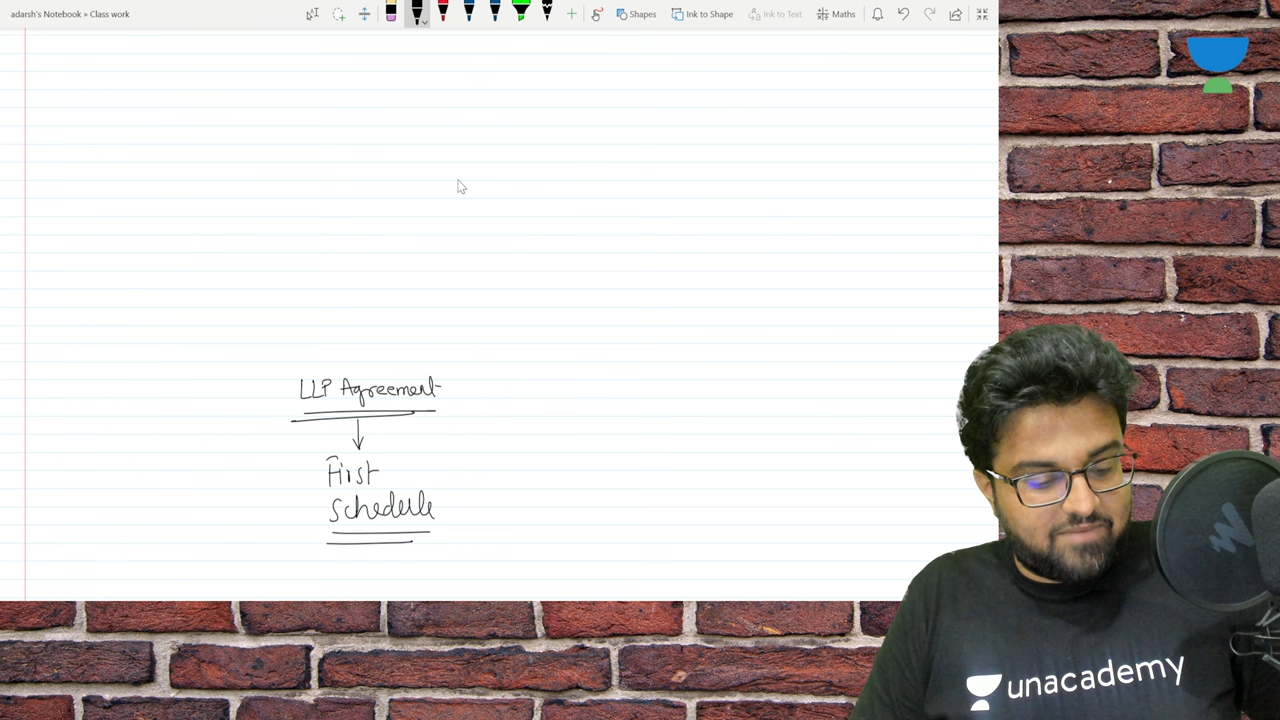 adarsh's Notebook » Class work
Shapes
Ink to Shape
Ink to Text
Maths
LLP Agreement
First
Schedule
unacademy